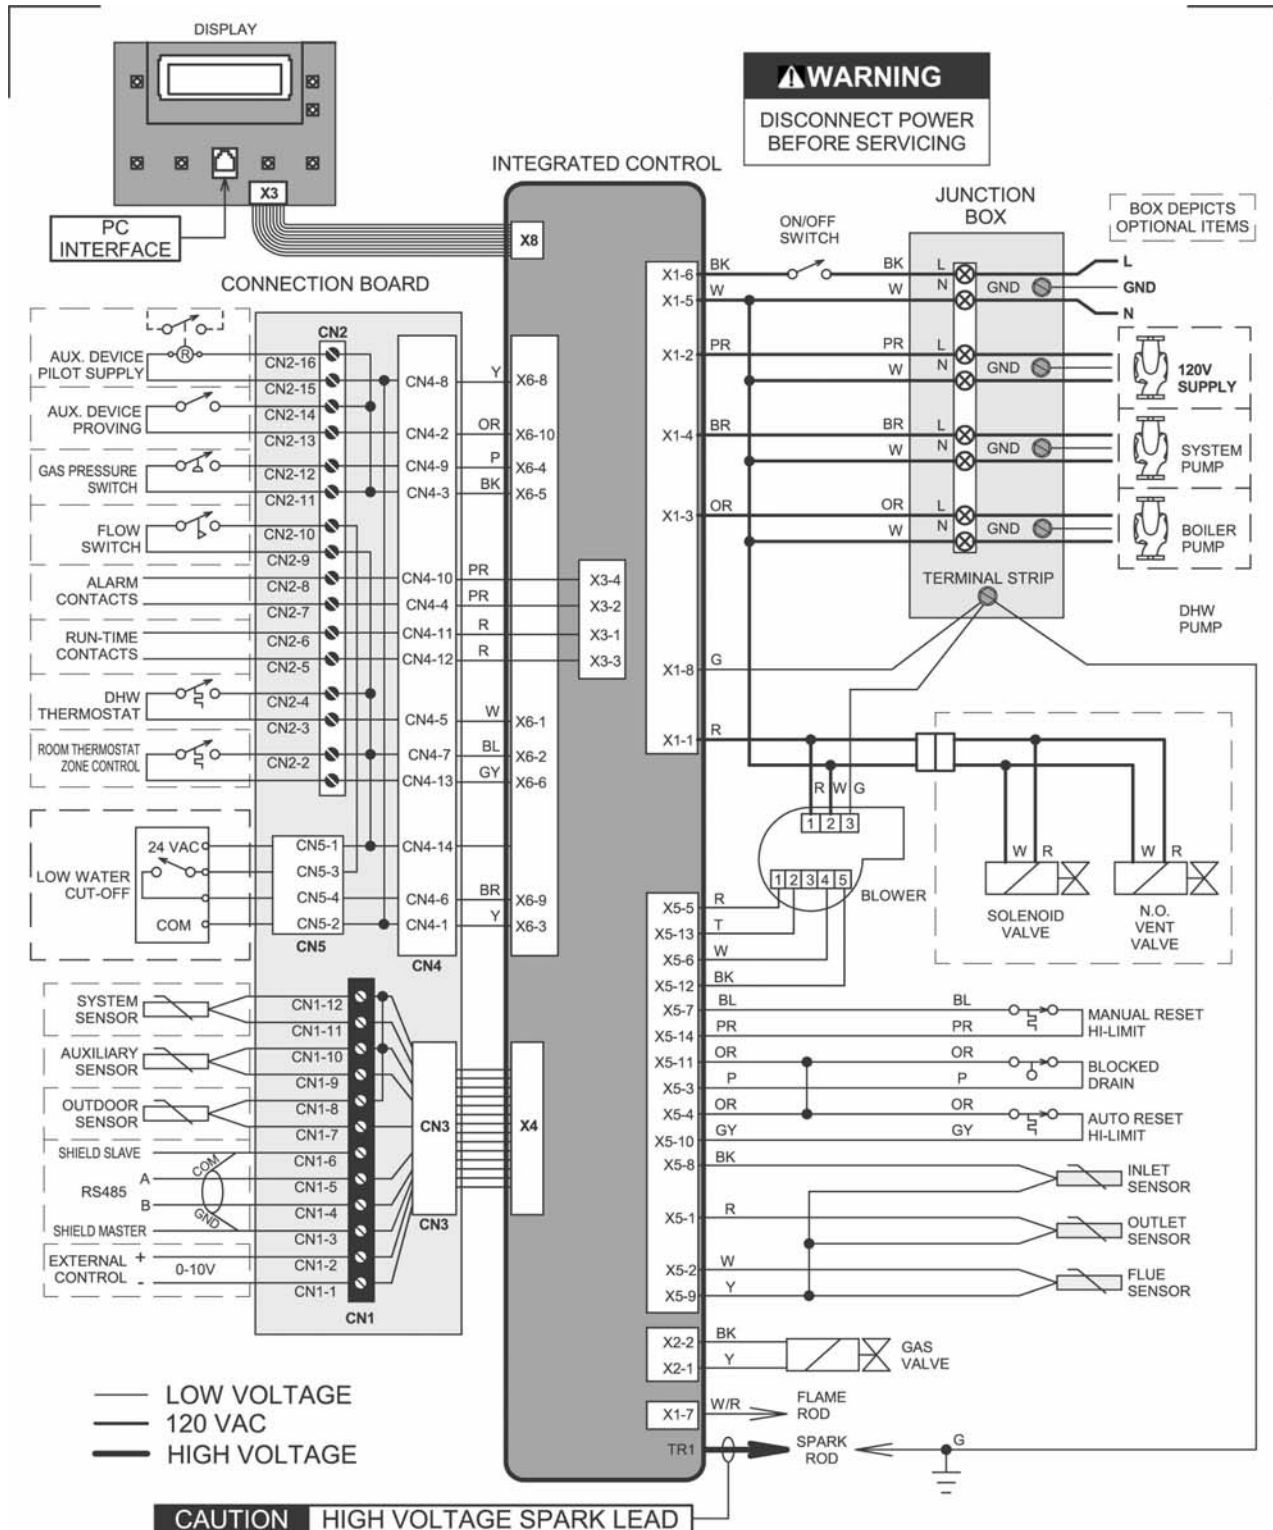 DISPLAY
X3
PC
INTERFACE
WARNING
DISCONNECT POWER
BEFORE SERVICING
INTEGRATED CONTROL
X8
JUNCTION
BOX
BOX DEPICTS
OPTIONAL ITEMS
ON/OFF
SWITCH
X1-6 BK BK L L
X1-5 W W N GND GND
N
X1-2 PR PR L
W N GND
120V
SUPPLY
X1-4 BR BR L
W N GND
SYSTEM
PUMP
X1-3 OR OR L
W N GND
BOILER
PUMP
TERMINAL STRIP
DHW
PUMP
X1-8 G
X1-1 R
R W G
1 2 3
1 2 3 4 5
BLOWER
W R
SOLENOID
VALVE
W R
N.O.
VENT
VALVE
CONNECTION BOARD
CN2
AUX. DEVICE
PILOT SUPPLY
R
CN2-16
CN2-15
CN4-8 Y X6-8
AUX. DEVICE
PROVING
CN2-14
CN2-13
CN4-2 OR X6-10
GAS PRESSURE
SWITCH
CN2-12
CN2-11
CN4-9 P X6-4
CN4-3 BK X6-5
FLOW
SWITCH
CN2-10
CN2-9
ALARM
CONTACTS
CN2-8
CN2-7
CN4-10 PR X3-4
CN4-4 PR X3-2
RUN-TIME
CONTACTS
CN2-6
CN2-5
CN4-11 R X3-1
CN4-12 R X3-3
DHW
THERMOSTAT
CN2-4
CN2-3
CN4-5 W X6-1
ROOM THERMOSTAT
ZONE CONTROL
CN2-2
CN4-7 BL X6-2
CN4-13 GY X6-6
LOW WATER
CUT-OFF
24 VAC
COM
CN5-1
CN5-3
CN5-4
CN5-2
CN5
CN4-14
CN4-6 BR X6-9
CN4-1 Y X6-3
CN4
SYSTEM
SENSOR
CN1-12
CN1-11
AUXILIARY
SENSOR
CN1-10
CN1-9
OUTDOOR
SENSOR
CN1-8
CN1-7
SHIELD SLAVE
CN1-6
RS485
A
B
COM
GND
CN1-5
CN1-4
SHIELD MASTER
CN1-3
EXTERNAL
CONTROL
+
-
0-10V
CN1-2
CN1-1
CN1
CN3
CN3
X4
X5-5 R
X5-13 T
X5-6 W
X5-12 BK
X5-7 BL BL
X5-14 PR PR
MANUAL RESET
HI-LIMIT
X5-11 OR OR
X5-3 P P
BLOCKED
DRAIN
X5-4 OR OR
X5-10 GY GY
AUTO RESET
HI-LIMIT
X5-8 BK
INLET
SENSOR
X5-1 R
OUTLET
SENSOR
X5-2 W
X5-9 Y
FLUE
SENSOR
X2-2 BK
X2-1 Y
GAS
VALVE
X1-7 W/R
FLAME
ROD
TR1
SPARK
ROD
G
LOW VOLTAGE
120 VAC
HIGH VOLTAGE
CAUTION HIGH VOLTAGE SPARK LEAD